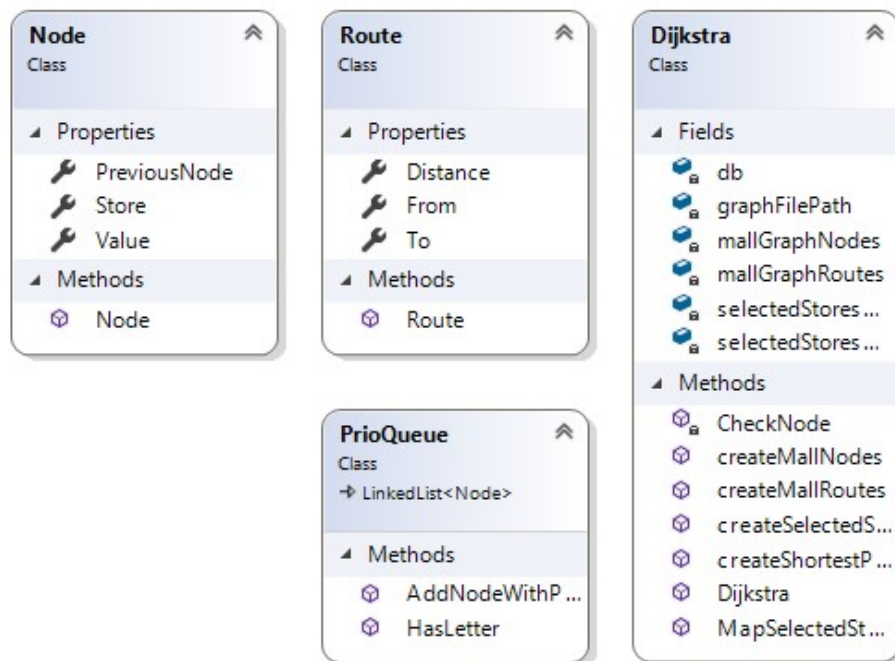 Node
Class
Properties
PreviousNode
Store
Value
Methods
Node
Route
Class
Properties
Distance
From
To
Methods
Route
PrioQueue
Class
LinkedList<Node>
Methods
AddNodeWithP...
HasLetter
Dijkstra
Class
Fields
db
graphFilePath
mallGraphNodes
mallGraphRoutes
selectedStores...
selectedStores...
Methods
CheckNode
createMallNodes
createMallRoutes
createSelectedS...
createShortestP...
Dijkstra
MapSelectedSt...